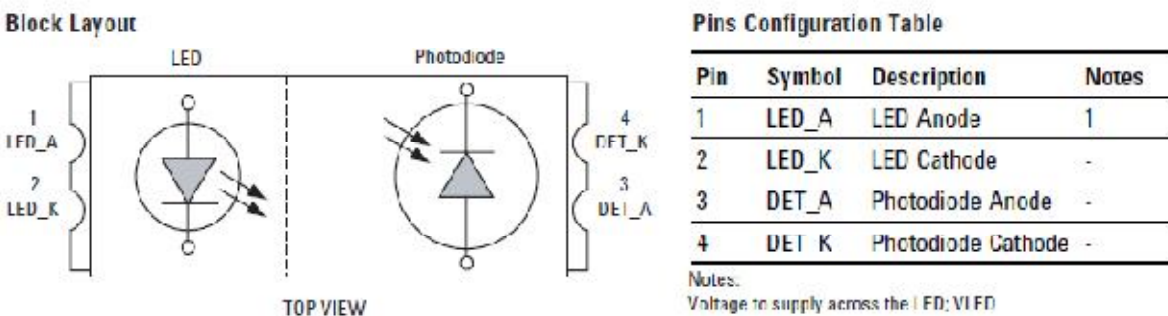 Block Layout
LED
Photodiode
1
LED_A
2
LED_K
4
DET_K
3
DET_A
TOP VIEW
Pins Configuration Table
Pin Symbol Description Notes
1 LED_A LED Anode 1
2 LED_K LED Cathode -
3 DET_A Photodiode Anode -
4 DET_K Photodiode Cathode -
Notes:
Voltage to supply across the LED; VLED